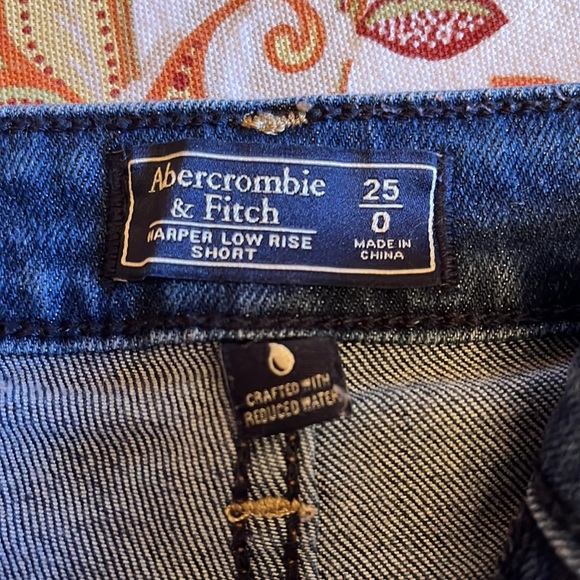 Abercrombie
& Fitch
HARPER LOW RISE
SHORT
25
0
MADE IN
CHINA
CRAFTED WITH
REDUCED WATER